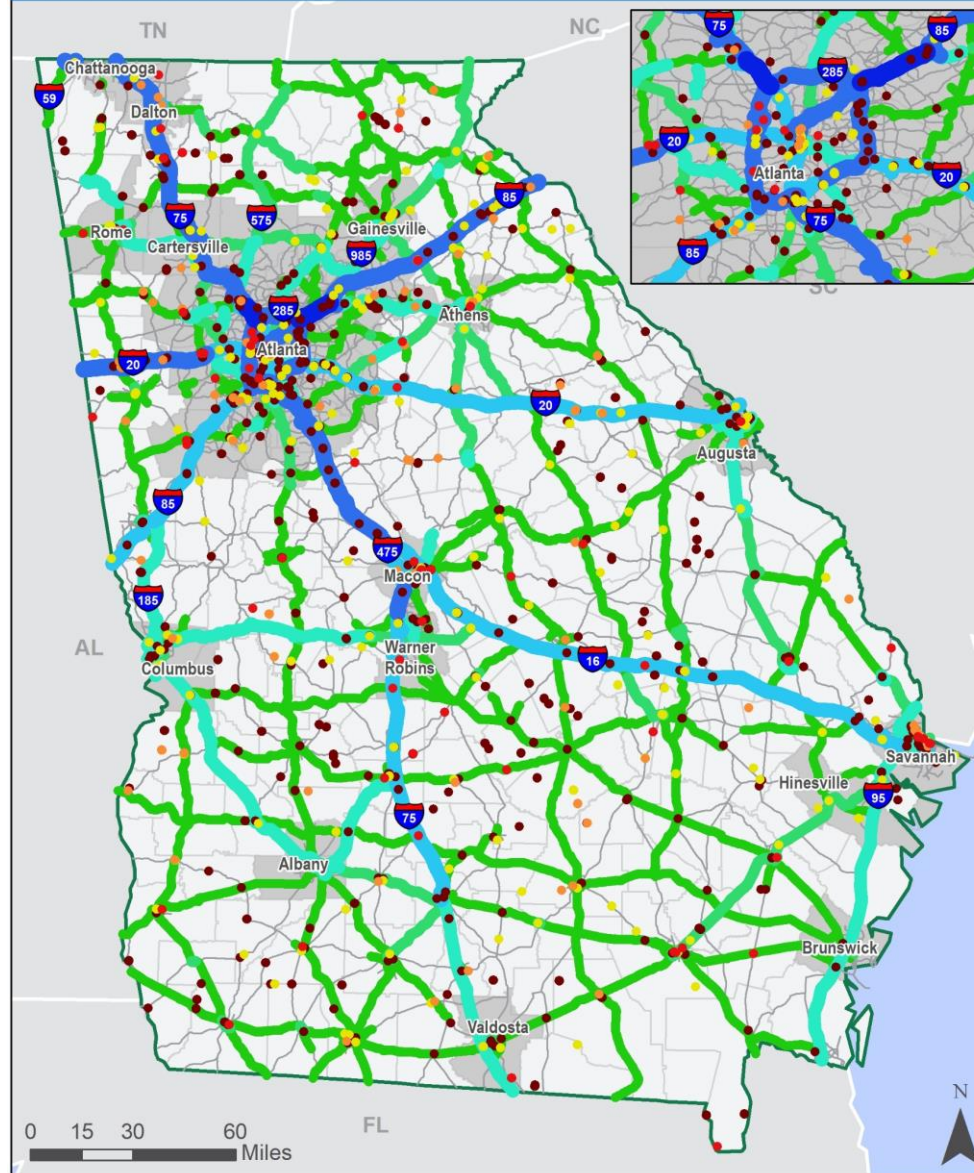 TN
NC
75
85
285
20
Atlanta
20
75
85
SC
Chattanooga
59
Dalton
85
75
575
Gainesville
Rome
Cartersville
985
285
Athens
Atlanta
20
20
Augusta
85
475
Macon
185
AL
Columbus
Warner
Robins
16
Savannah
Hinesville
95
75
Albany
Brunswick
Valdosta
FL
N
0 15 30 60
Miles